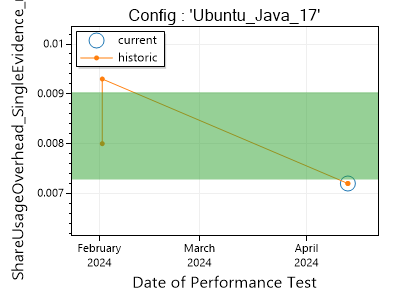 Config : 'Ubuntu_Java_17'
ShareUsageOverhead_SingleEvidence_
current
historic
0.01
0.009
0.008
0.007
February
2024
March
2024
April
2024
Date of Performance Test